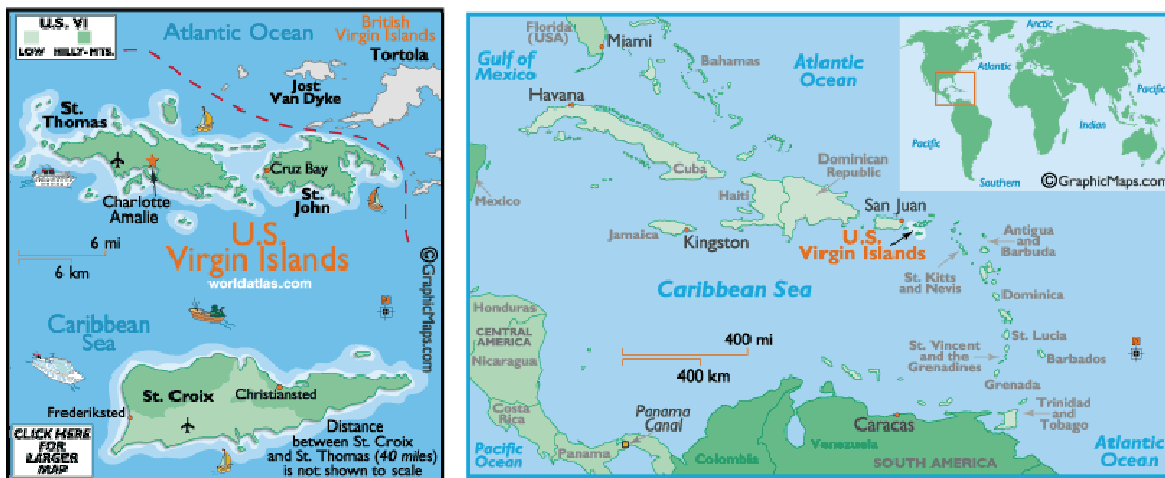 U.S. VI
LOW HILLY-MTS.
Atlantic Ocean
British
Virgin Islands
Tortola
Jost
Van Dyke
St.
Thomas
Cruz Bay
St.
John
Charlotte
Amalie
6 mi
6 km
U.S.
Virgin Islands
worldatlas.com
©GraphicMaps.com
Caribbean
Sea
St. Croix
Christiansted
Frederiksted
Distance
between St. Croix
and St. Thomas (40 miles)
is not shown to scale
CLICK HERE
FOR
LARGER
MAP
Florida
(USA)
Miami
Gulf of
Mexico
Bahamas
Atlantic
Ocean
Havana
Cuba
Mexico
Dominican
Republic
Haiti
San Juan
Jamaica
Kingston
U.S.
Virgin Islands
Antigua
and
Barbuda
St. Kitts
and Nevis
Caribbean Sea
Dominica
Honduras
CENTRAL
AMERICA
Nicaragua
St. Lucia
St. Vincent
and the
Grenadines
Barbados
400 mi
400 km
Grenada
Costa
Rica
Panama
Canal
Caracas
Trinidad
and
Tobago
Pacific
Ocean
Panama
Colombia
Venezuela
SOUTH AMERICA
Atlantic
Ocean
Arctic
Atlantic
Pacific
Pacific
Indian
Southern
©GraphicMaps.com